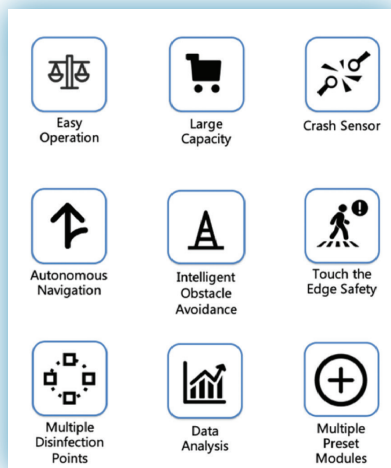 Easy
Operation
Large
Capacity
Crash Sensor
Autonomous
Navigation
Intelligent
Obstacle
Avoidance
Touch the
Edge Safety
Multiple
Disinfection
Points
Data
Analysis
Multiple
Preset
Modules